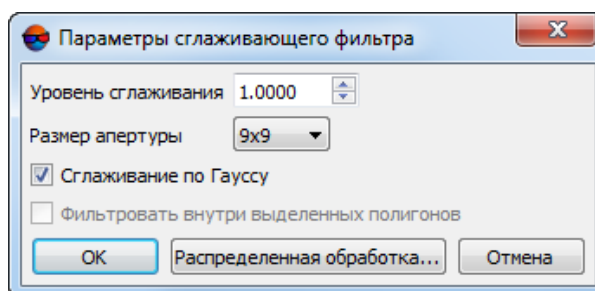 Параметры сглаживающего фильтра
Уровень сглаживания 1.0000
Размер апертуры 9x9
Сглаживание по Гауссу
Фильтровать внутри выделенных полигонов
OK Распределенная обработка... Отмена